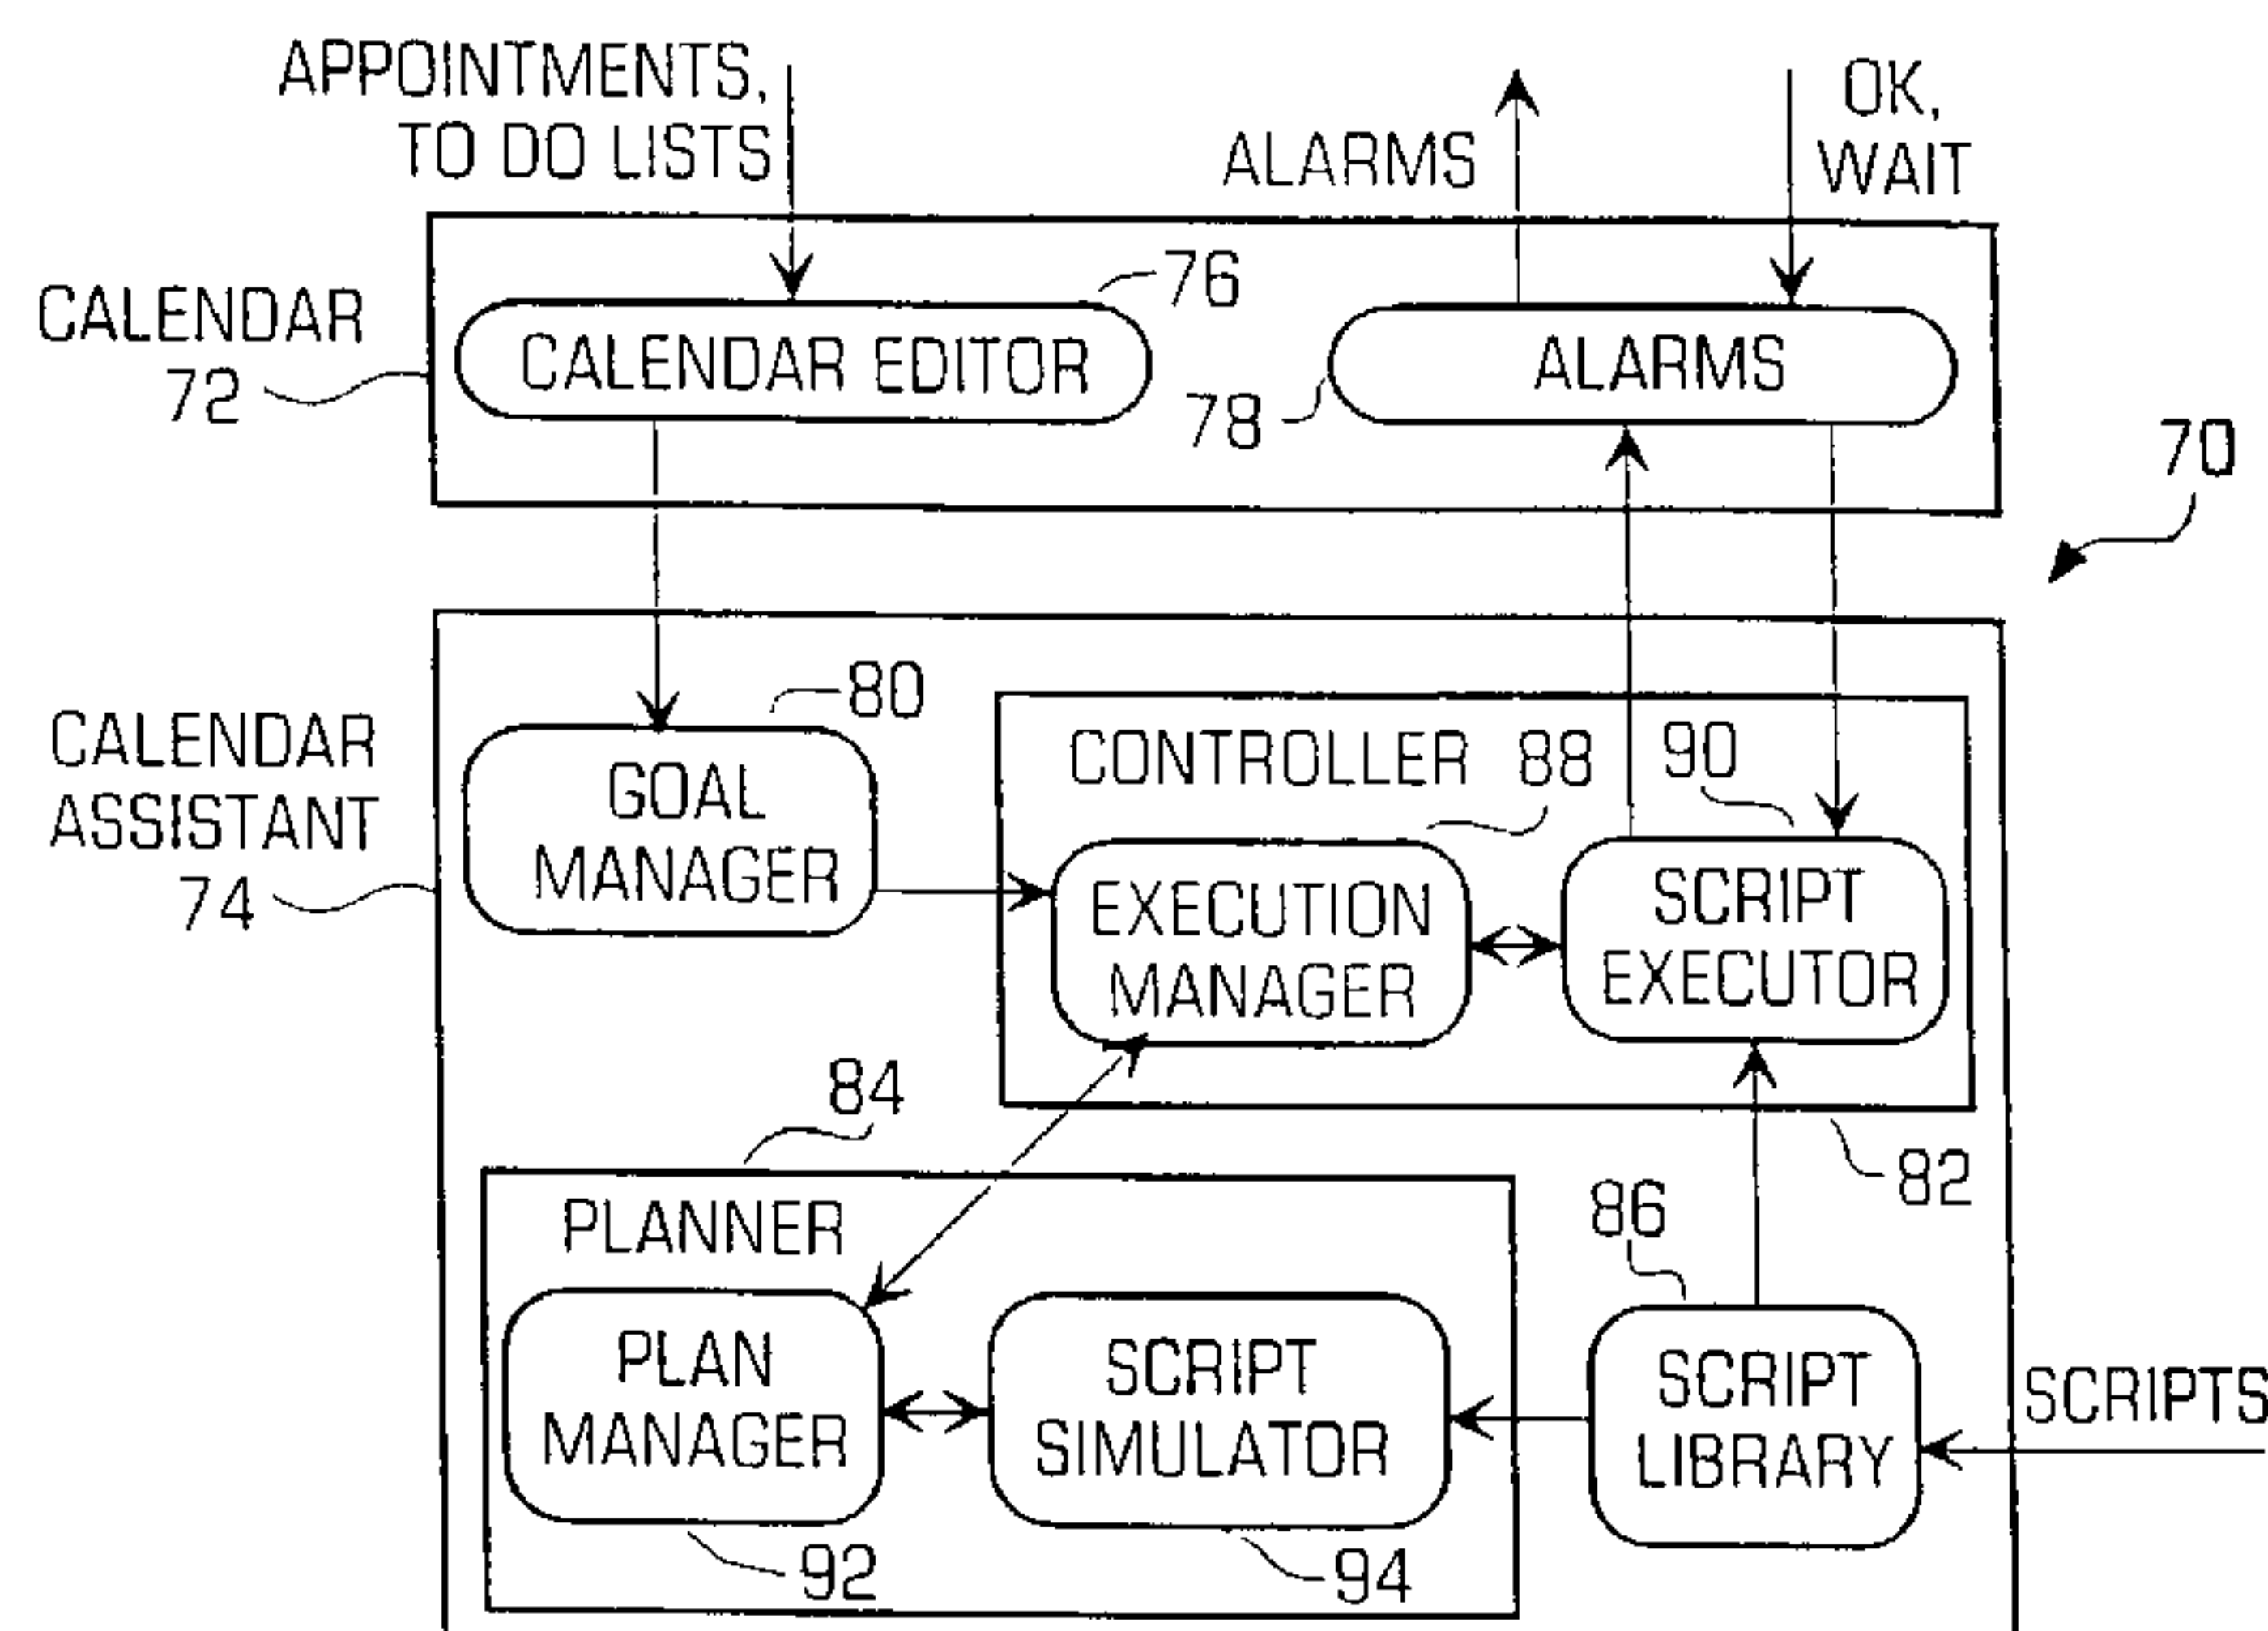 APPOINTMENTS,
TO DO LISTS
ALARMS
OK,
WAIT
CALENDAR
72
CALENDAR EDITOR
76
78
ALARMS
70
CALENDAR
ASSISTANT
74
80
GOAL
MANAGER
CONTROLLER
88
90
EXECUTION
MANAGER
SCRIPT
EXECUTOR
82
84
PLANNER
86
PLAN
MANAGER
SCRIPT
SIMULATOR
SCRIPT
LIBRARY
SCRIPTS
92
94